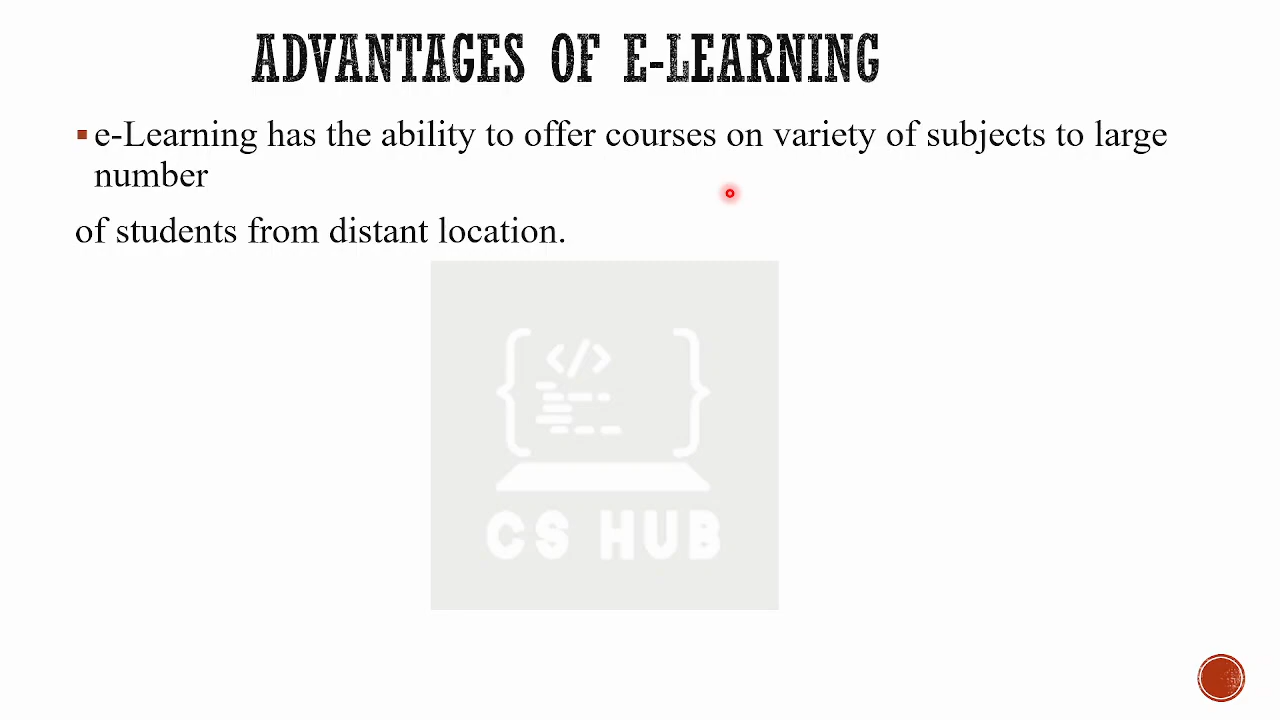 ADVANTAGES OF E-LEARNING
e-Learning has the ability to offer courses on variety of subjects to large
number
of students from distant location.
</>
CS HUB